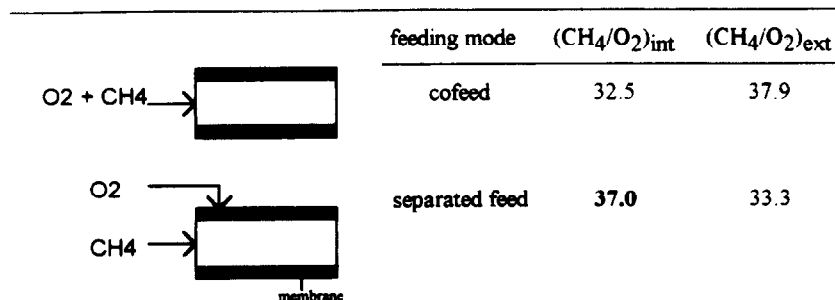 feeding mode (CH4/O2)int (CH4/O2)ext
O2 + CH4 cofeed 32.5 37.9
O2
separated feed 37.0 33.3
CH4
membrane